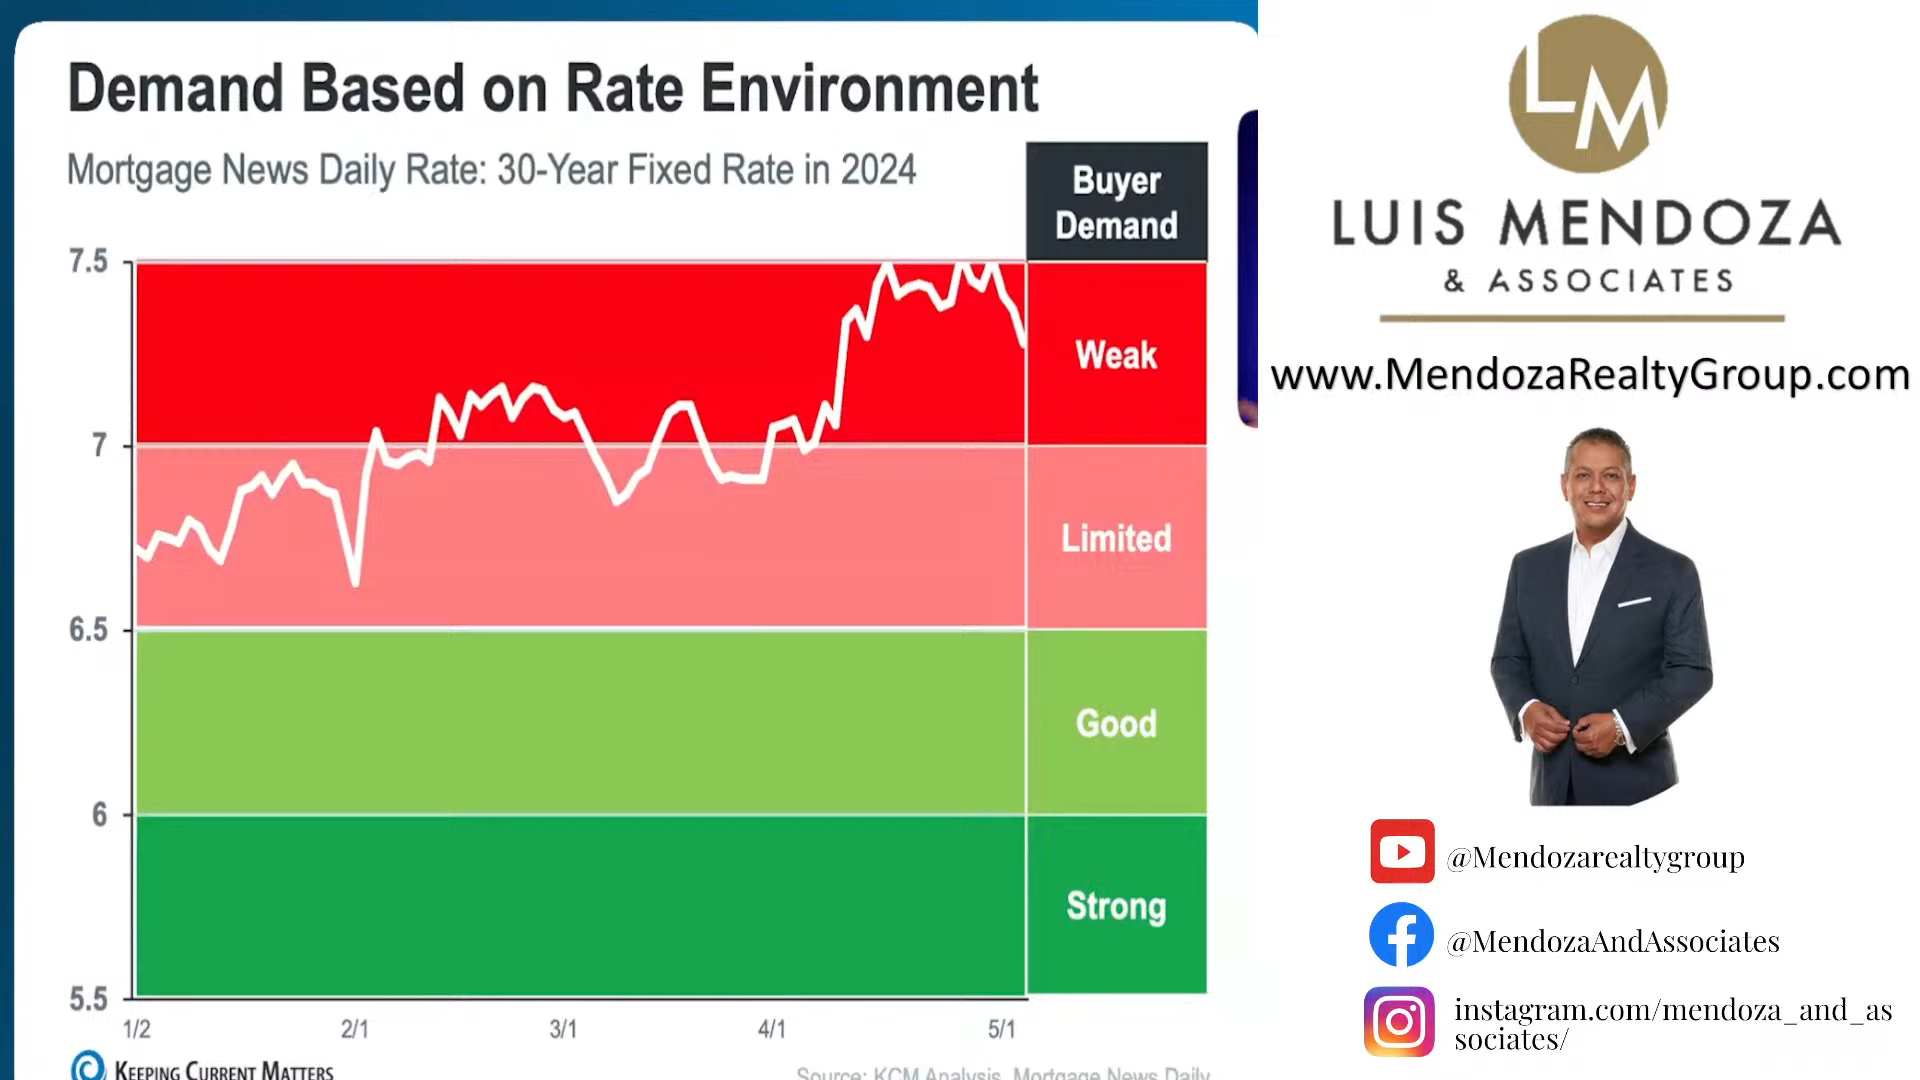 Demand Based on Rate Environment
Mortgage News Daily Rate: 30-Year Fixed Rate in 2024
Buyer
Demand
7.5
7
6.5
6
5.5
Weak
Limited
Good
Strong
1/2 2/1 3/1 4/1 5/1
KEEPING CURRENT MATTERS
Source: KCM Analysis, Mortgage News Daily
LM
LUIS MENDOZA
& ASSOCIATES
www.MendozaRealtyGroup.com
@Mendozarealtygroup
@MendozaAndAssociates
instagram.com/mendoza_and_as
sociates/